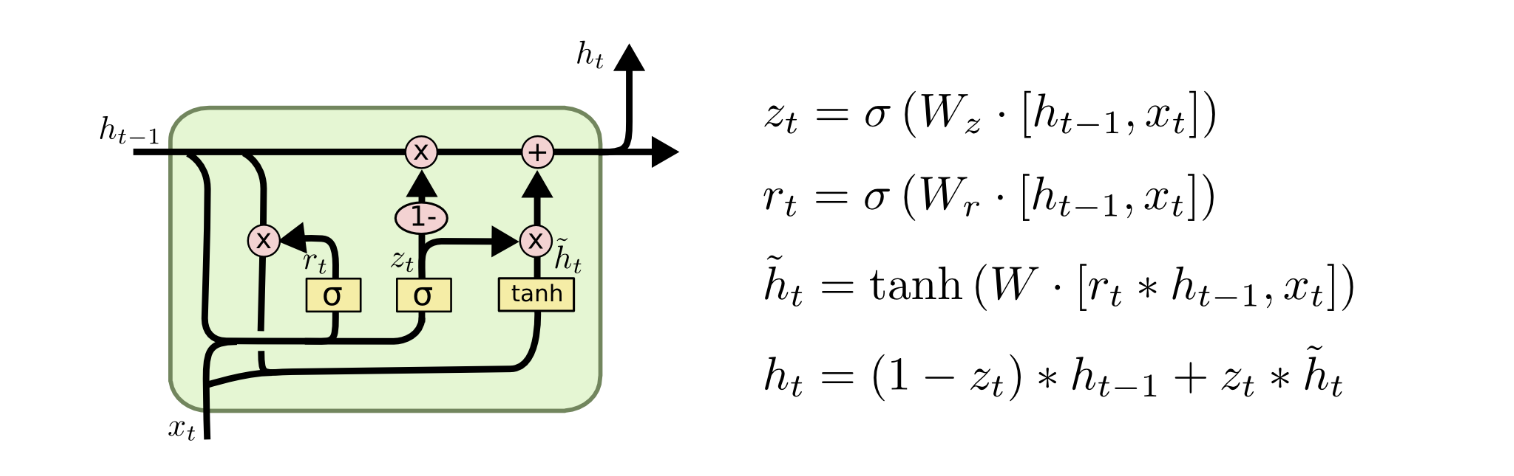 h_t
h_{t−1}
x
+
1-
x
x
r_t
z_t
h̃_t
σ
σ
tanh
x_t
z_t = σ (W_z · [h_{t−1}, x_t])
r_t = σ (W_r · [h_{t−1}, x_t])
h̃_t = tanh (W · [r_t * h_{t−1}, x_t])
h_t = (1 − z_t) * h_{t−1} + z_t * h̃_t